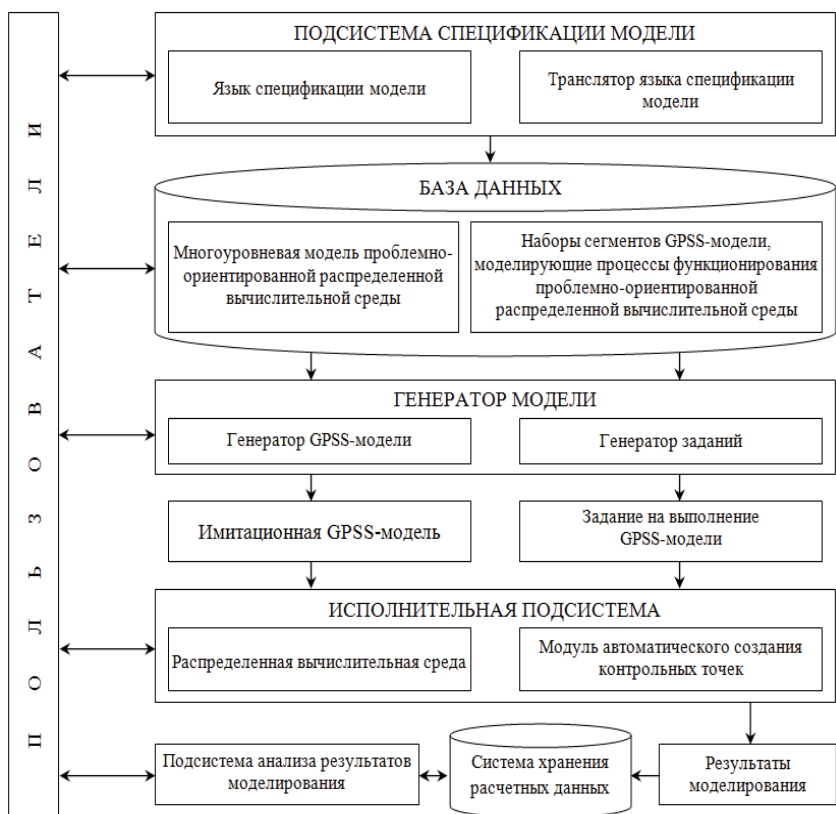 ПОЛЬЗОВАТЕЛИ
ПОДСИСТЕМА СПЕЦИФИКАЦИИ МОДЕЛИ
Язык спецификации модели
Транслятор языка спецификации
модели
БАЗА ДАННЫХ
Многоуровневая модель проблемно-
ориентированной распределенной
вычислительной среды
Наборы сегментов GPSS-модели,
моделирующие процессы функционирования
проблемно-ориентированной
распределенной вычислительной среды
ГЕНЕРАТОР МОДЕЛИ
Генератор GPSS-модели
Генератор заданий
Имитационная GPSS-модель
Задание на выполнение
GPSS-модели
ИСПОЛНИТЕЛЬНАЯ ПОДСИСТЕМА
Распределенная вычислительная среда
Модуль автоматического создания
контрольных точек
Подсистема анализа результатов
моделирования
Система хранения
расчетных данных
Результаты
моделирования